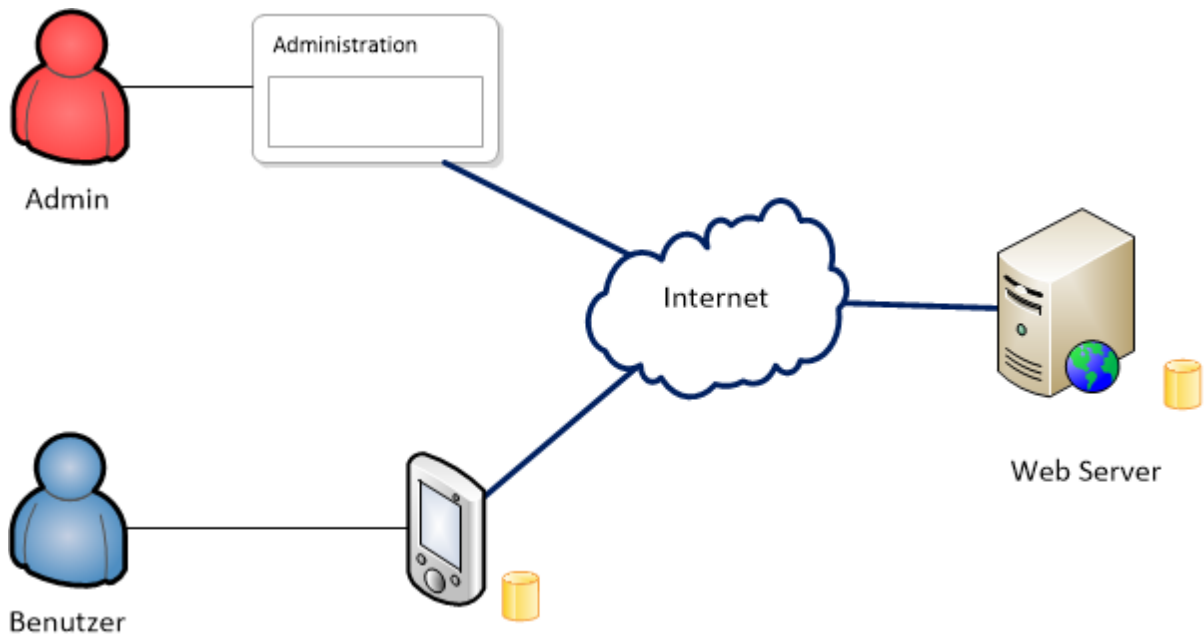 Administration
Admin
Internet
Web Server
Benutzer